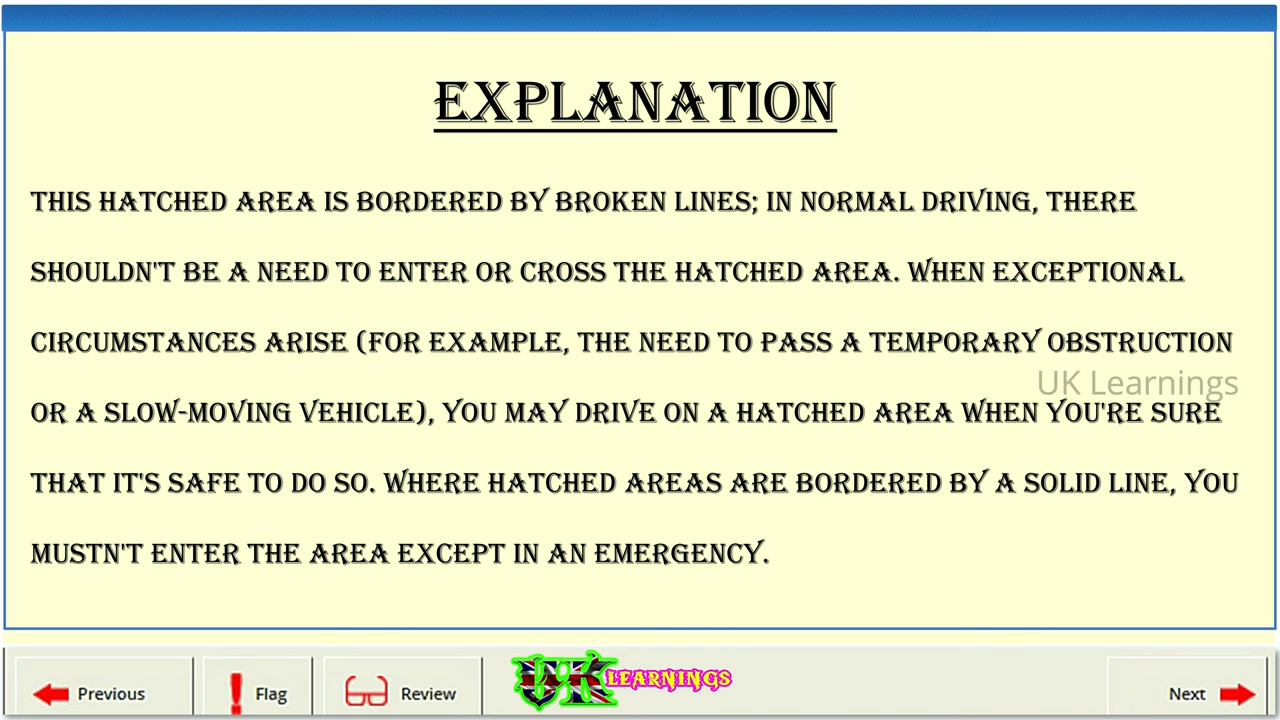 EXPLANATION
THIS HATCHED AREA IS BORDERED BY BROKEN LINES; IN NORMAL DRIVING, THERE
SHOULDN'T BE A NEED TO ENTER OR CROSS THE HATCHED AREA. WHEN EXCEPTIONAL
CIRCUMSTANCES ARISE (FOR EXAMPLE, THE NEED TO PASS A TEMPORARY OBSTRUCTION
UK Learnings
OR A SLOW-MOVING VEHICLE), YOU MAY DRIVE ON A HATCHED AREA WHEN YOU'RE SURE
THAT IT'S SAFE TO DO SO. WHERE HATCHED AREAS ARE BORDERED BY A SOLID LINE, YOU
MUSTN'T ENTER THE AREA EXCEPT IN AN EMERGENCY.
Previous
Flag
Review
UK LEARNINGS
Next